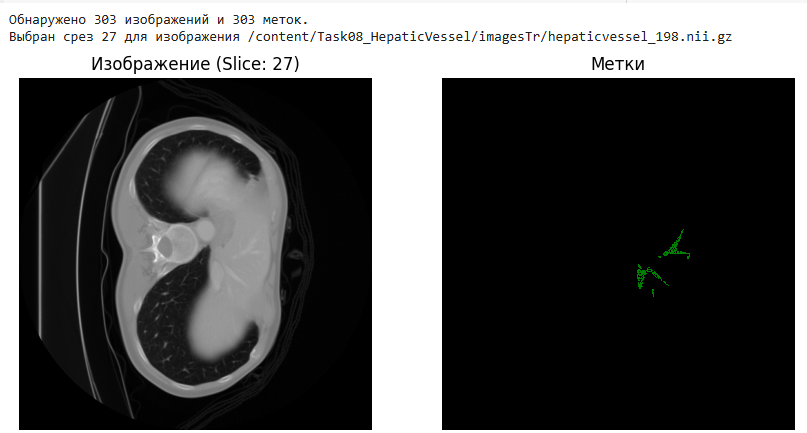 Обнаружено 303 изображений и 303 меток.
Выбран срез 27 для изображения /content/Task08_HepaticVessel/imagesTr/hepaticvessel_198.nii.gz
Изображение (Slice: 27)
Метки